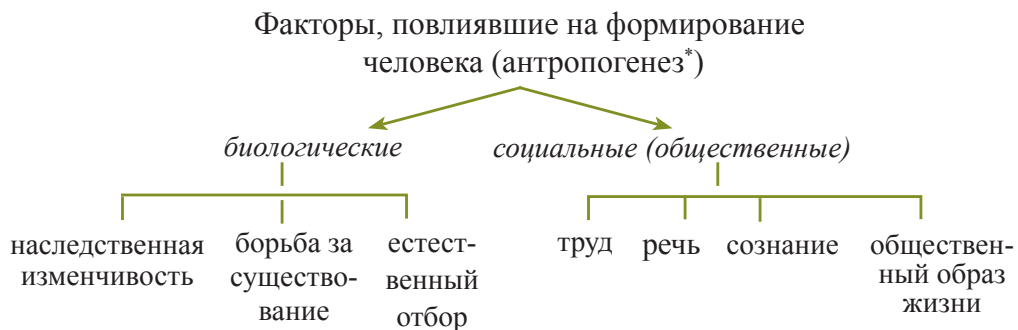 Факторы, повлиявшие на формирование
человека (антропогенез*)
биологические
социальные (общественные)
наследственная
изменчивость
борьба за
существо-
вание
естест-
венный
отбор
труд
речь
сознание
обществен-
ный образ
жизни